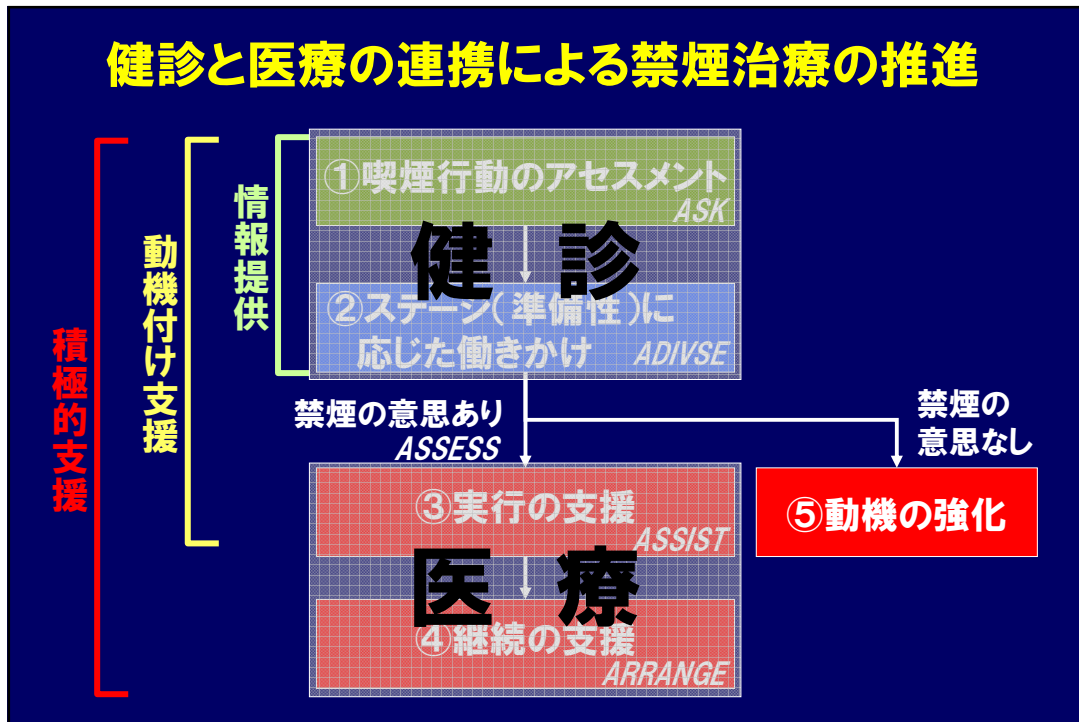 健診と医療の連携による禁煙治療の推進
積極的支援
動機付け支援
情報提供
①喫煙行動のアセスメント
ASK
健 診
②ステージ(準備性)に
応じた働きかけ ADIVSE
禁煙の意思あり
ASSESS
禁煙の
意思なし
③実行の支援
ASSIST
医 療
④継続の支援
ARRANGE
⑤動機の強化